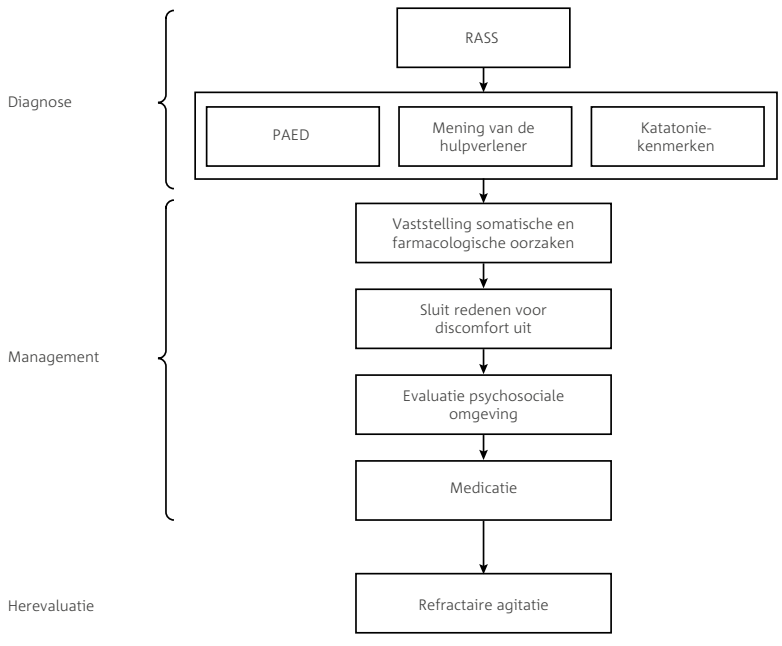 RASS
Diagnose
PAED
Mening van de
hulpverlener
Katatonie-
kenmerken
Vaststelling somatische en
farmacologische oorzaken
Sluit redenen voor
discomfort uit
Management
Evaluatie psychosociale
omgeving
Medicatie
Herevaluatie
Refractaire agitatie